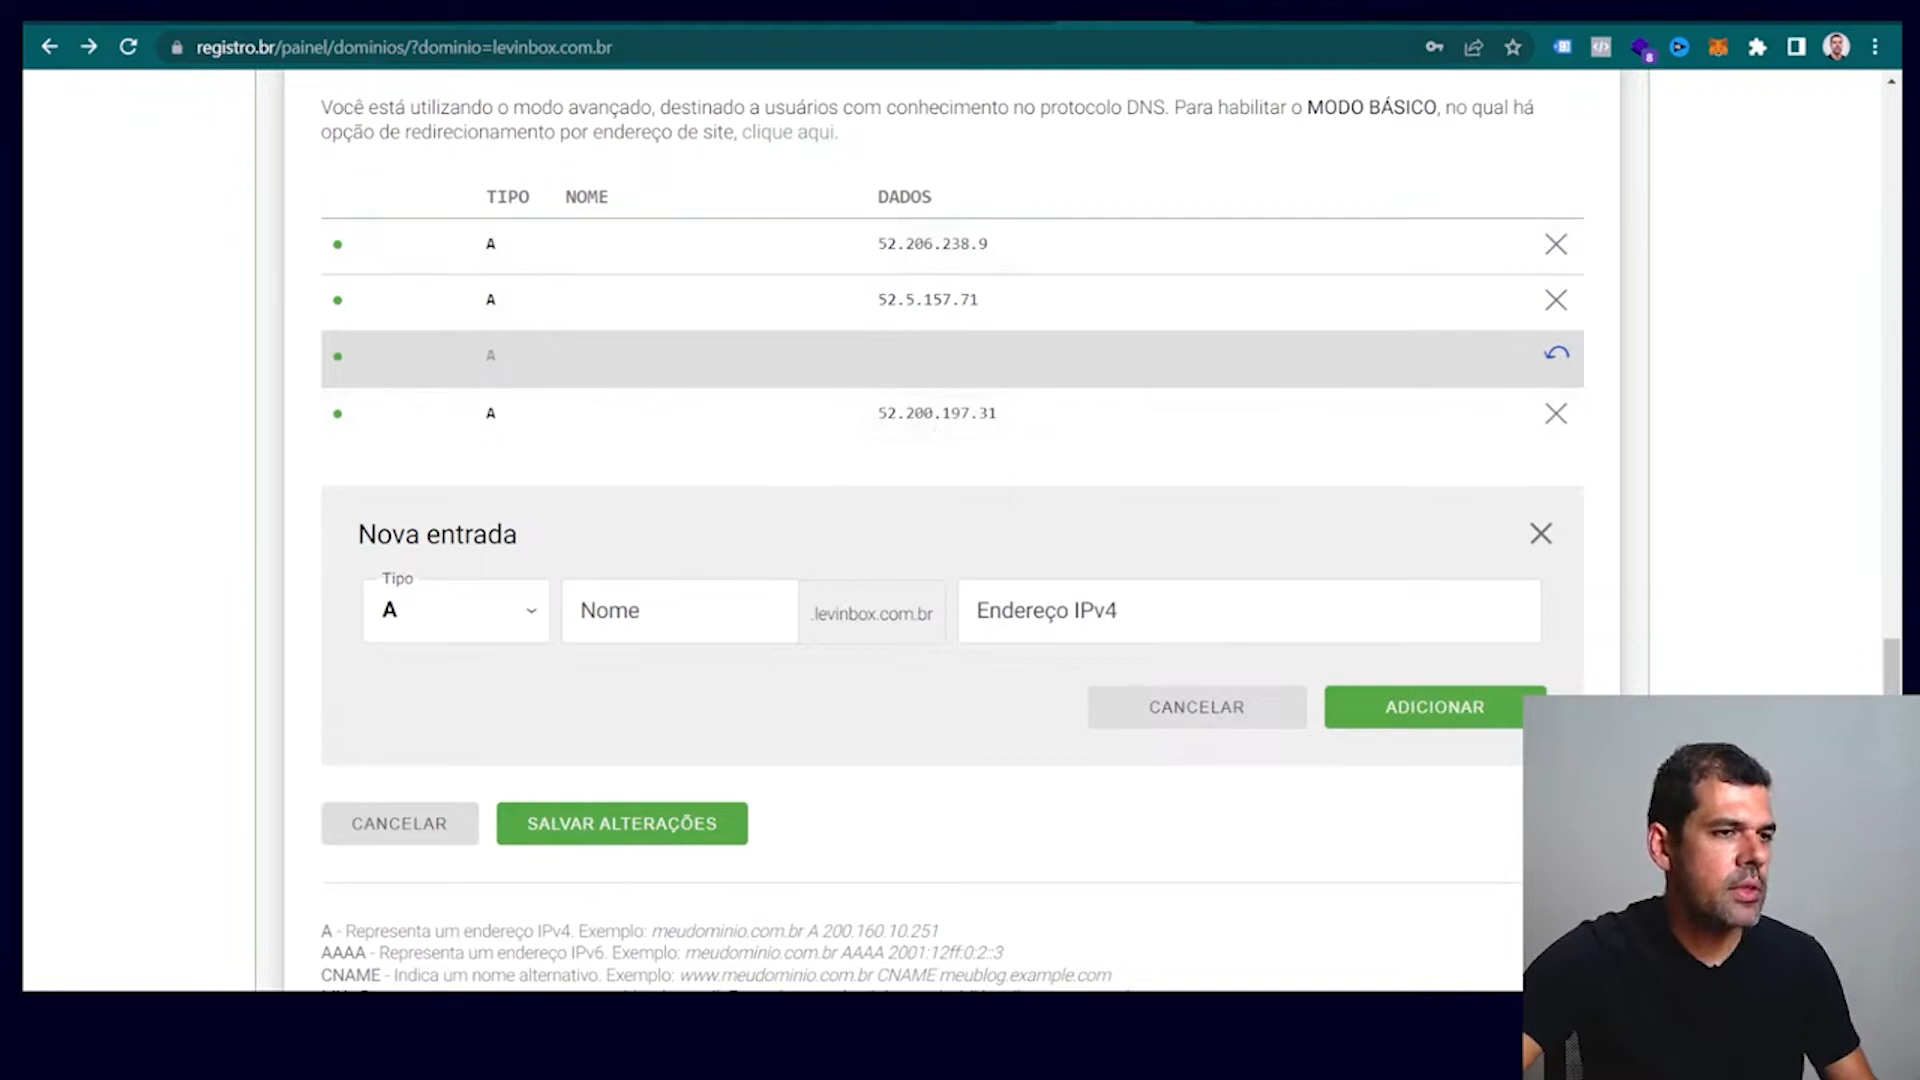 registro.br/painel/dominios/?dominio=levinbox.com.br
8
Você está utilizando o modo avançado, destinado a usuários com conhecimento no protocolo DNS. Para habilitar o MODO BÁSICO, no qual há
opção de redirecionamento por endereço de site, clique aqui.
TIPO NOME DADOS
A 52.206.238.9
A 52.5.157.71
A
A 52.200.197.31
Nova entrada
Tipo
A Nome .levinbox.com.br Endereço IPv4
CANCELAR ADICIONAR
CANCELAR SALVAR ALTERAÇÕES
A - Representa um endereço IPv4. Exemplo: meudominio.com.br A 200.160.10.251
AAAA - Representa um endereço IPv6. Exemplo: meudominio.com.br AAAA 2001:12ff:0:2::3
CNAME - Indica um nome alternativo. Exemplo: www.meudominio.com.br CNAME meublog.example.com